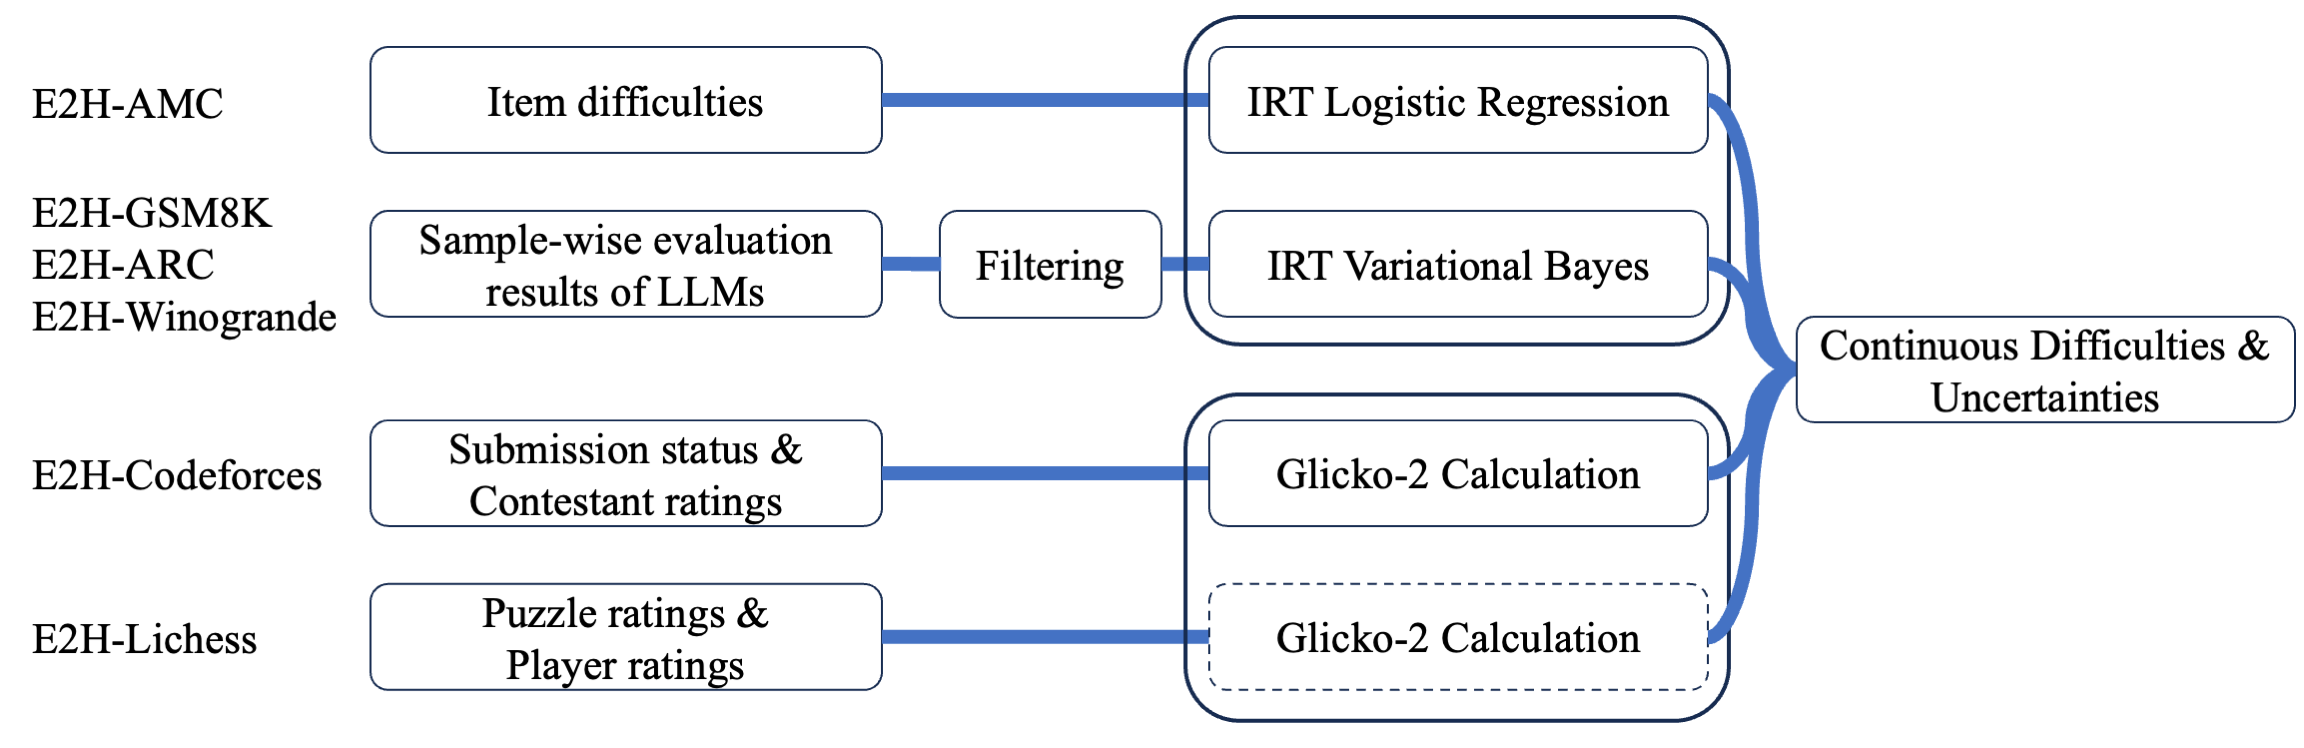 E2H-AMC
Item difficulties
IRT Logistic Regression
E2H-GSM8K
E2H-ARC
E2H-Winogrande
Sample-wise evaluation
results of LLMs
Filtering
IRT Variational Bayes
Continuous Difficulties &
Uncertainties
E2H-Codeforces
Submission status &
Contestant ratings
Glicko-2 Calculation
E2H-Lichess
Puzzle ratings &
Player ratings
Glicko-2 Calculation